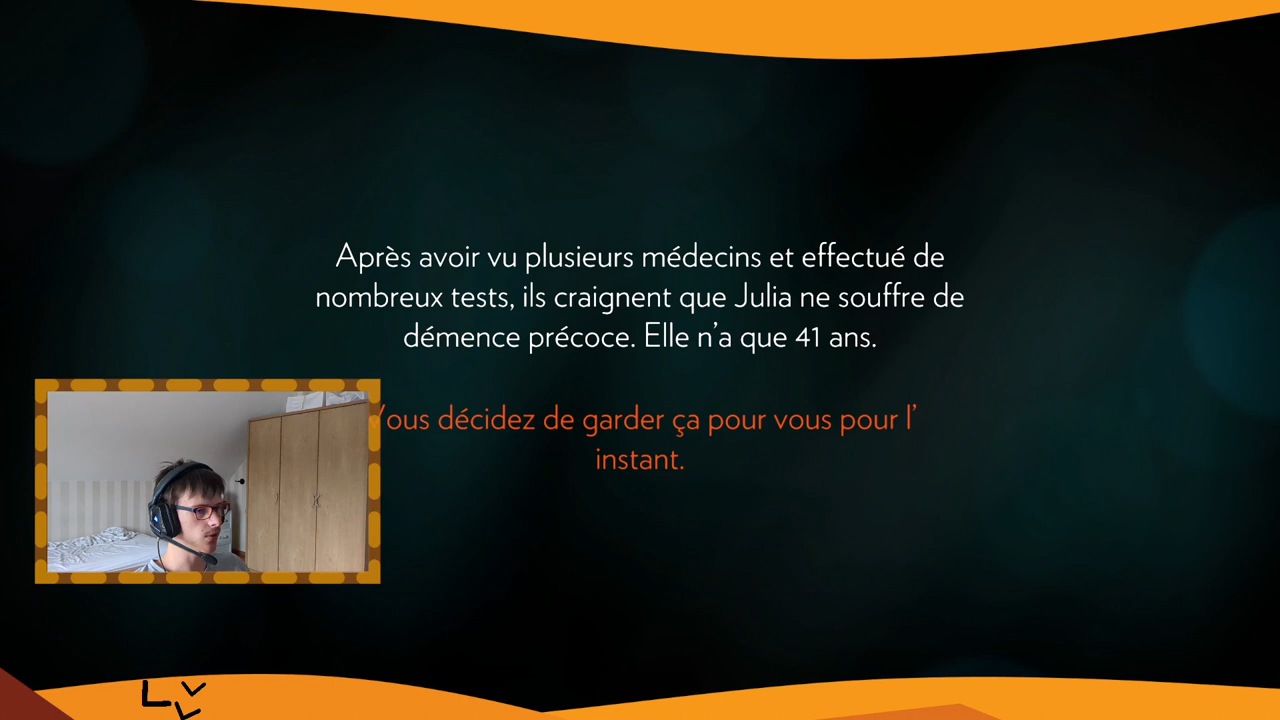 Après avoir vu plusieurs médecins et effectué de
nombreux tests, ils craignent que Julia ne souffre de
démence précoce. Elle n'a que 41 ans.
Vous décidez de garder ça pour vous pour l'
instant.